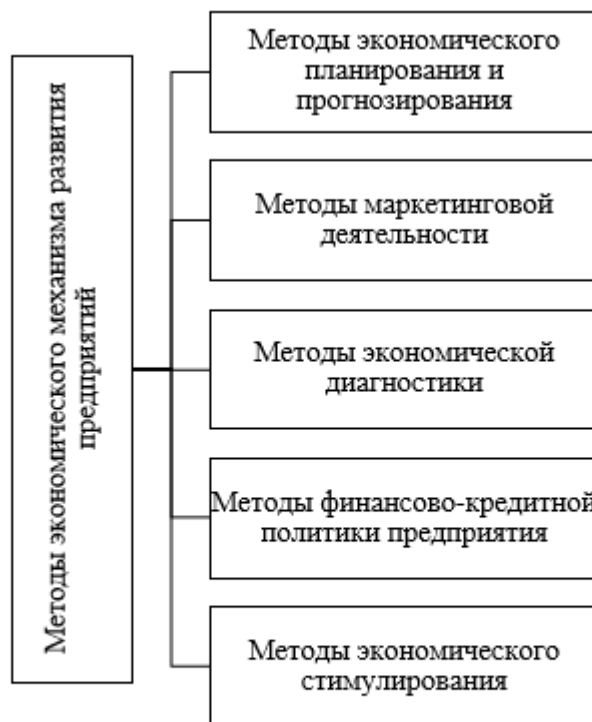 Методы экономического механизма развития
предприятий
Методы экономического
планирования и
прогнозирования
Методы маркетинговой
деятельности
Методы экономической
диагностики
Методы финансово-кредитной
политики предприятия
Методы экономического
стимулирования